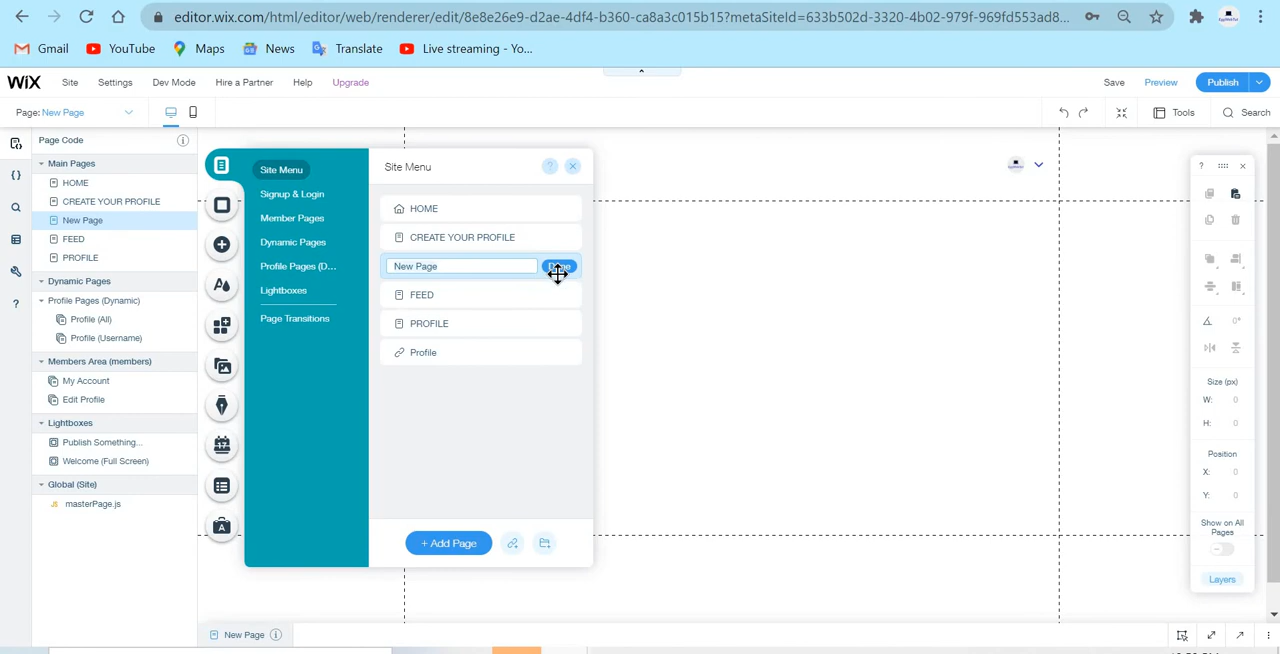 editor.wix.com/html/editor/web/renderer/edit/8e8e26e9-d2ae-4df4-b360-ca8a3c015b15?metaSiteId=633b502d-3320-4b02-979f-969fd553ad8...
Gmail YouTube Maps News Translate Live streaming - Yo...
WiX Site Settings Dev Mode Hire a Partner Help Upgrade Save Preview Publish
Page: New Page Tools Search
Page Code
Main Pages
HOME
CREATE YOUR PROFILE
New Page
FEED
PROFILE
Dynamic Pages
Profile Pages (Dynamic)
Profile (All)
Profile (Username)
Members Area (members)
My Account
Edit Profile
Lightboxes
Publish Something...
Welcome (Full Screen)
Global (Site)
JS masterPage.js
Site Menu
Signup & Login
Member Pages
Dynamic Pages
Profile Pages (D...
Lightboxes
Page Transitions
Site Menu ?
HOME
CREATE YOUR PROFILE
New Page
FEED
PROFILE
Profile
+ Add Page
?
0°
Size (px)
W: 0
H: 0
Position
X: 0
Y: 0
Show on All
Pages
Layers
New Page